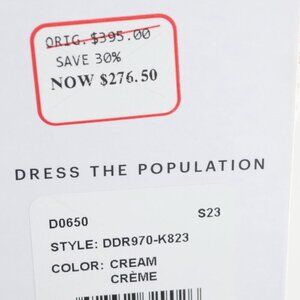 ORIG. $395.00
SAVE 30%
NOW $276.50
DRESS THE POPULATION
D0650 S23
STYLE: DDR970-K823
COLOR: CREAM
CRÈME